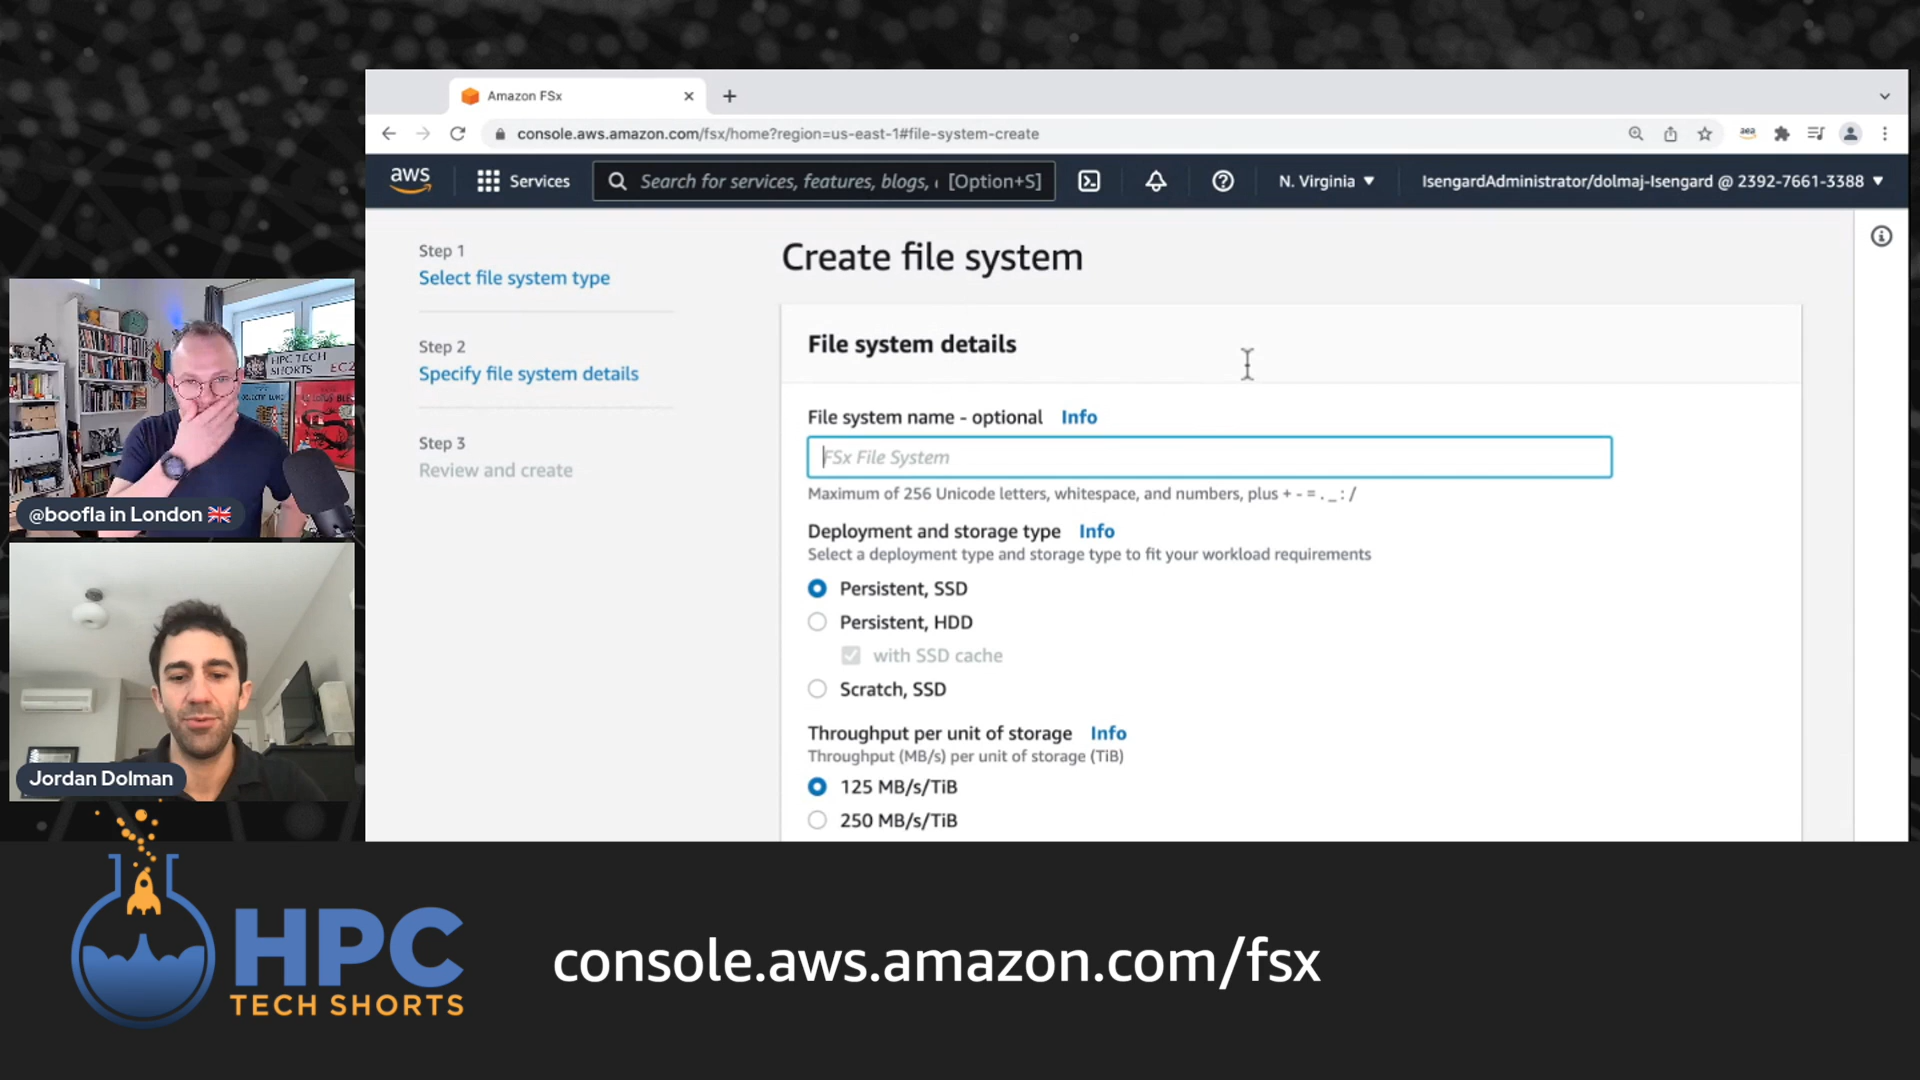 Amazon FSx
console.aws.amazon.com/fsx/home?region=us-east-1#file-system-create
aws
Services
Search for services, features, blogs, [Option+S]
N. Virginia
IsengardAdministrator/dolmaj-Isengard @ 2392-7661-3388
Step 1
Select file system type
Step 2
Specify file system details
Step 3
Review and create
Create file system
File system details
File system name - optional Info
FSx File System
Maximum of 256 Unicode letters, whitespace, and numbers, plus + - = . _ : /
Deployment and storage type Info
Select a deployment type and storage type to fit your workload requirements
Persistent, SSD
Persistent, HDD
with SSD cache
Scratch, SSD
Throughput per unit of storage Info
Throughput (MB/s) per unit of storage (TiB)
125 MB/s/TiB
250 MB/s/TiB
HPC TECH
SHORTS
EC2
@boofla in London
Jordan Dolman
HPC
TECH SHORTS
console.aws.amazon.com/fsx